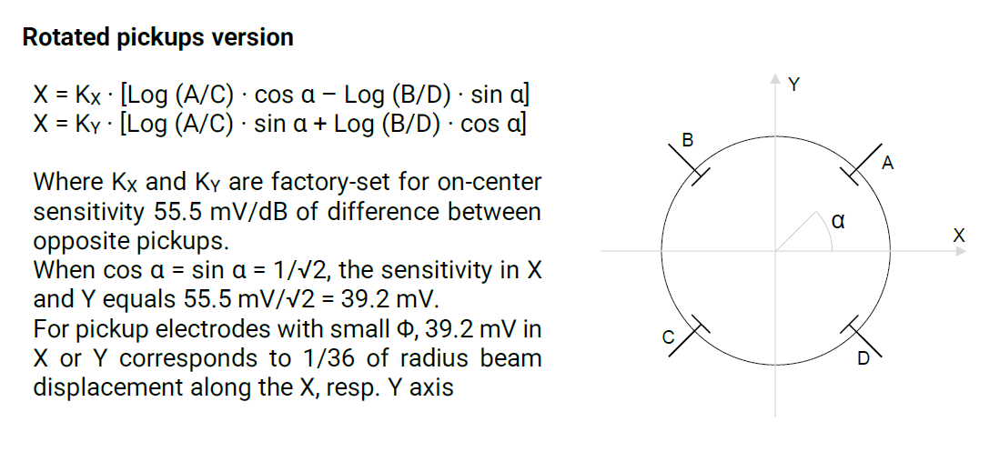 Rotated pickups version
X = Kx · [Log (A/C) · cos α – Log (B/D) · sin α]
X = KY · [Log (A/C) · sin α + Log (B/D) · cos α]
Where Kx and KY are factory-set for on-center
sensitivity 55.5 mV/dB of difference between
opposite pickups.
When cos α = sin α = 1/√2, the sensitivity in X
and Y equals 55.5 mV/√2 = 39.2 mV.
For pickup electrodes with small Φ, 39.2 mV in
X or Y corresponds to 1/36 of radius beam
displacement along the X, resp. Y axis
Y
B
A
α
X
C
D